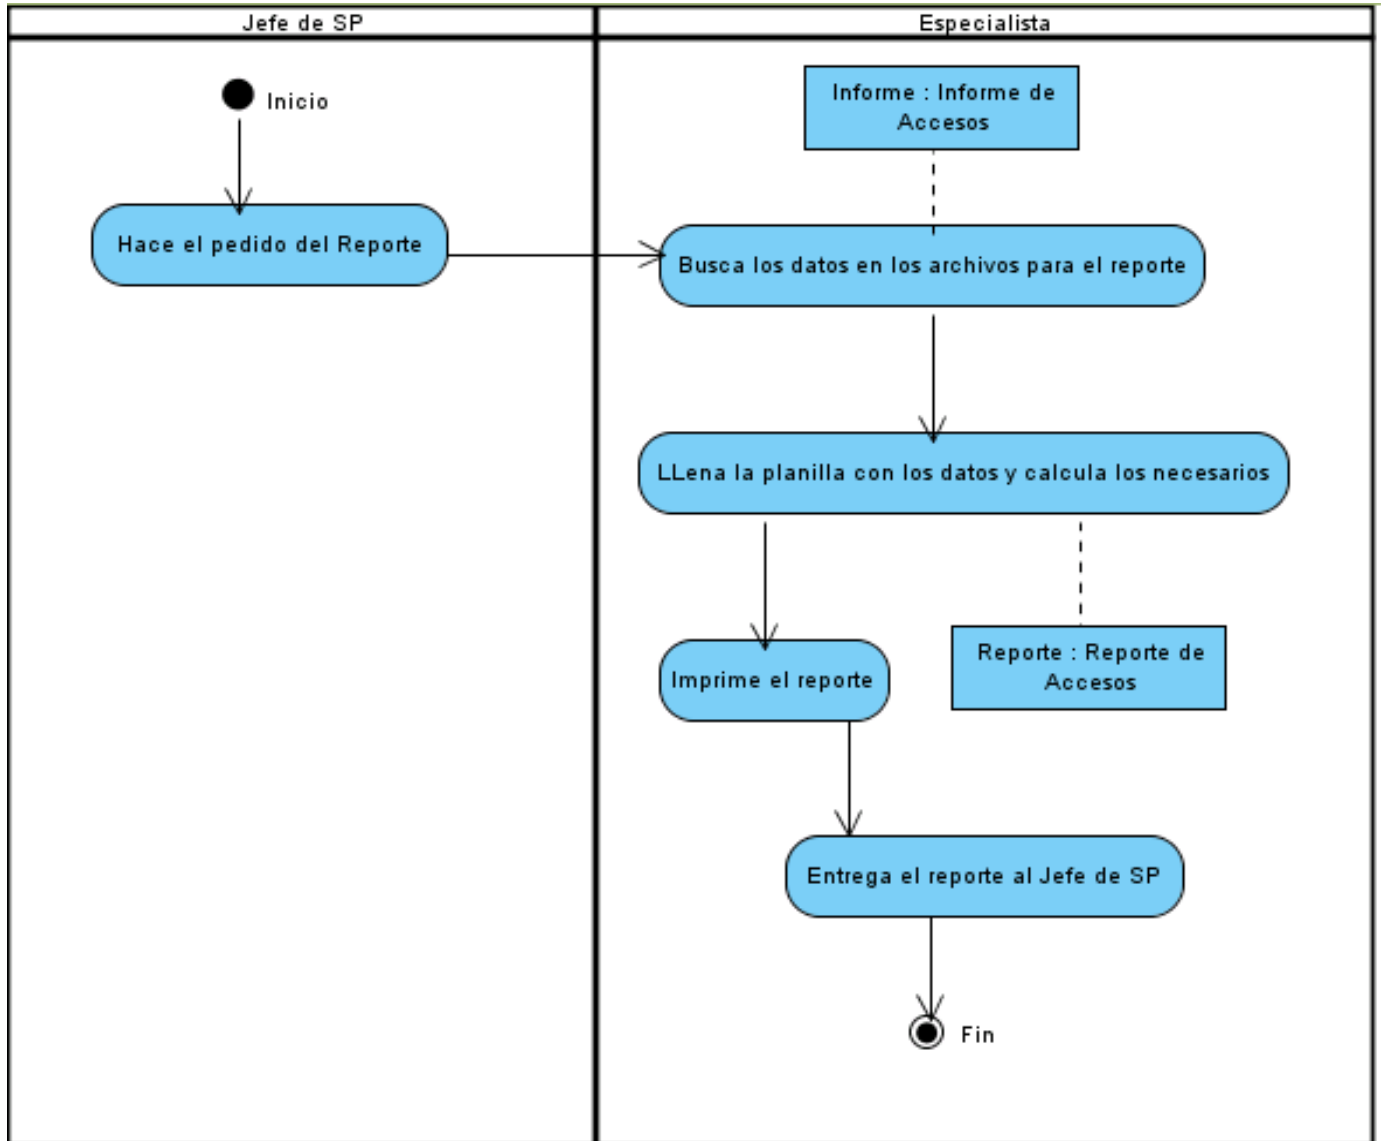 Jefe de SP
Especialista
Inicio
Informe : Informe de
Accesos
Hace el pedido del Reporte
Busca los datos en los archivos para el reporte
LLena la planilla con los datos y calcula los necesarios
Imprime el reporte
Reporte : Reporte de
Accesos
Entrega el reporte al Jefe de SP
Fin